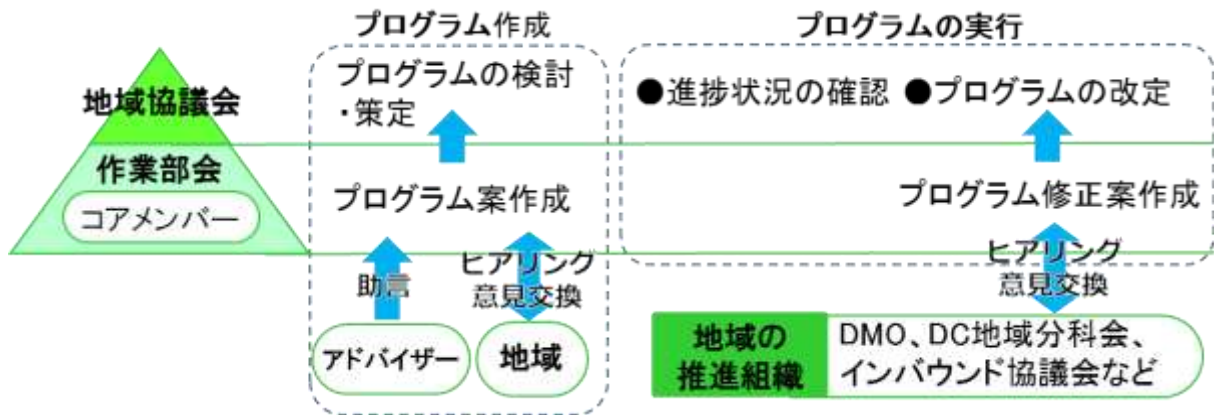 プログラム作成
プログラムの実行
地域協議会
作業部会
コアメンバー
プログラムの検討
・策定
プログラム案作成
助言
ヒアリング
意見交換
アドバイザー
地域
●進捗状況の確認 ●プログラムの改定
プログラム修正案作成
ヒアリング
意見交換
地域の
推進組織
DMO、DC地域分科会、
インバウンド協議会など